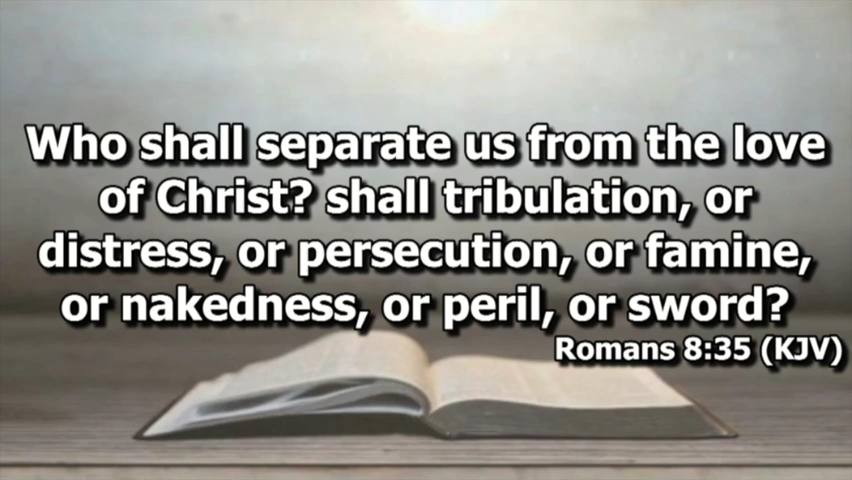 Who shall separate us from the love
of Christ? shall tribulation, or
distress, or persecution, or famine,
or nakedness, or peril, or sword?
Romans 8:35 (KJV)